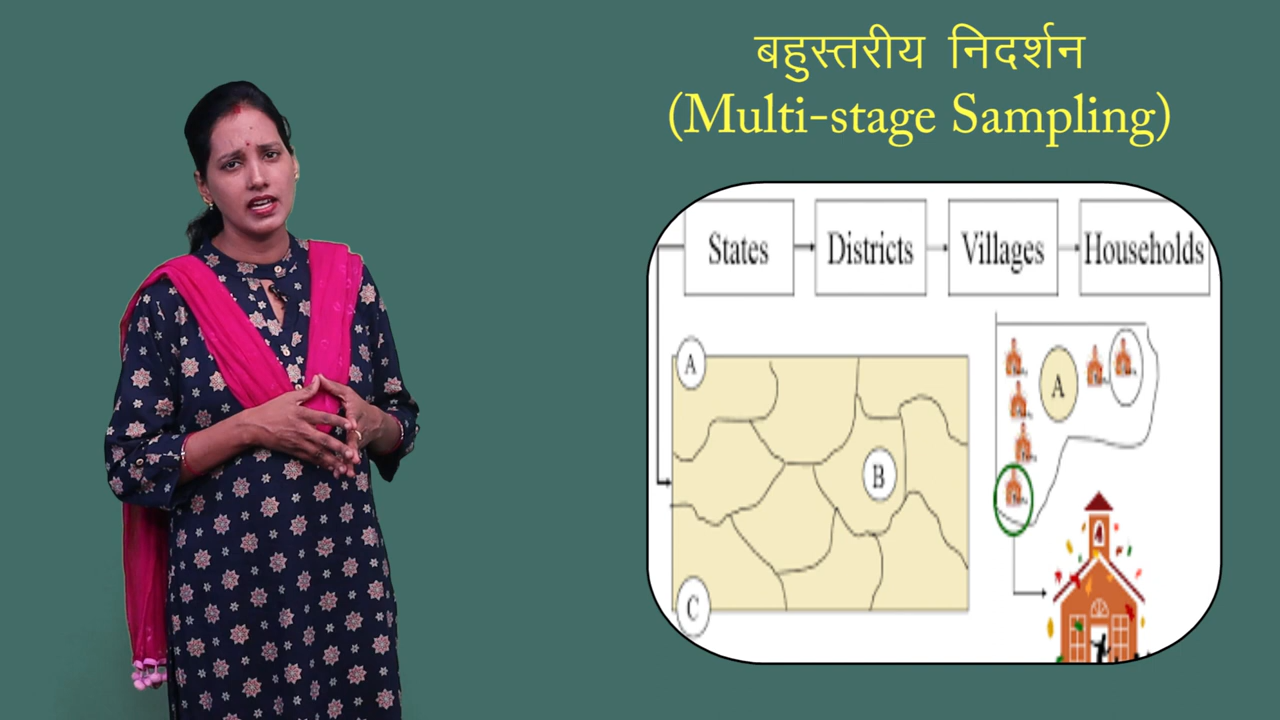 बहुस्तरीय निदर्शन
(Multi-stage Sampling)
States
Districts
Villages
Households
A
B
C
A